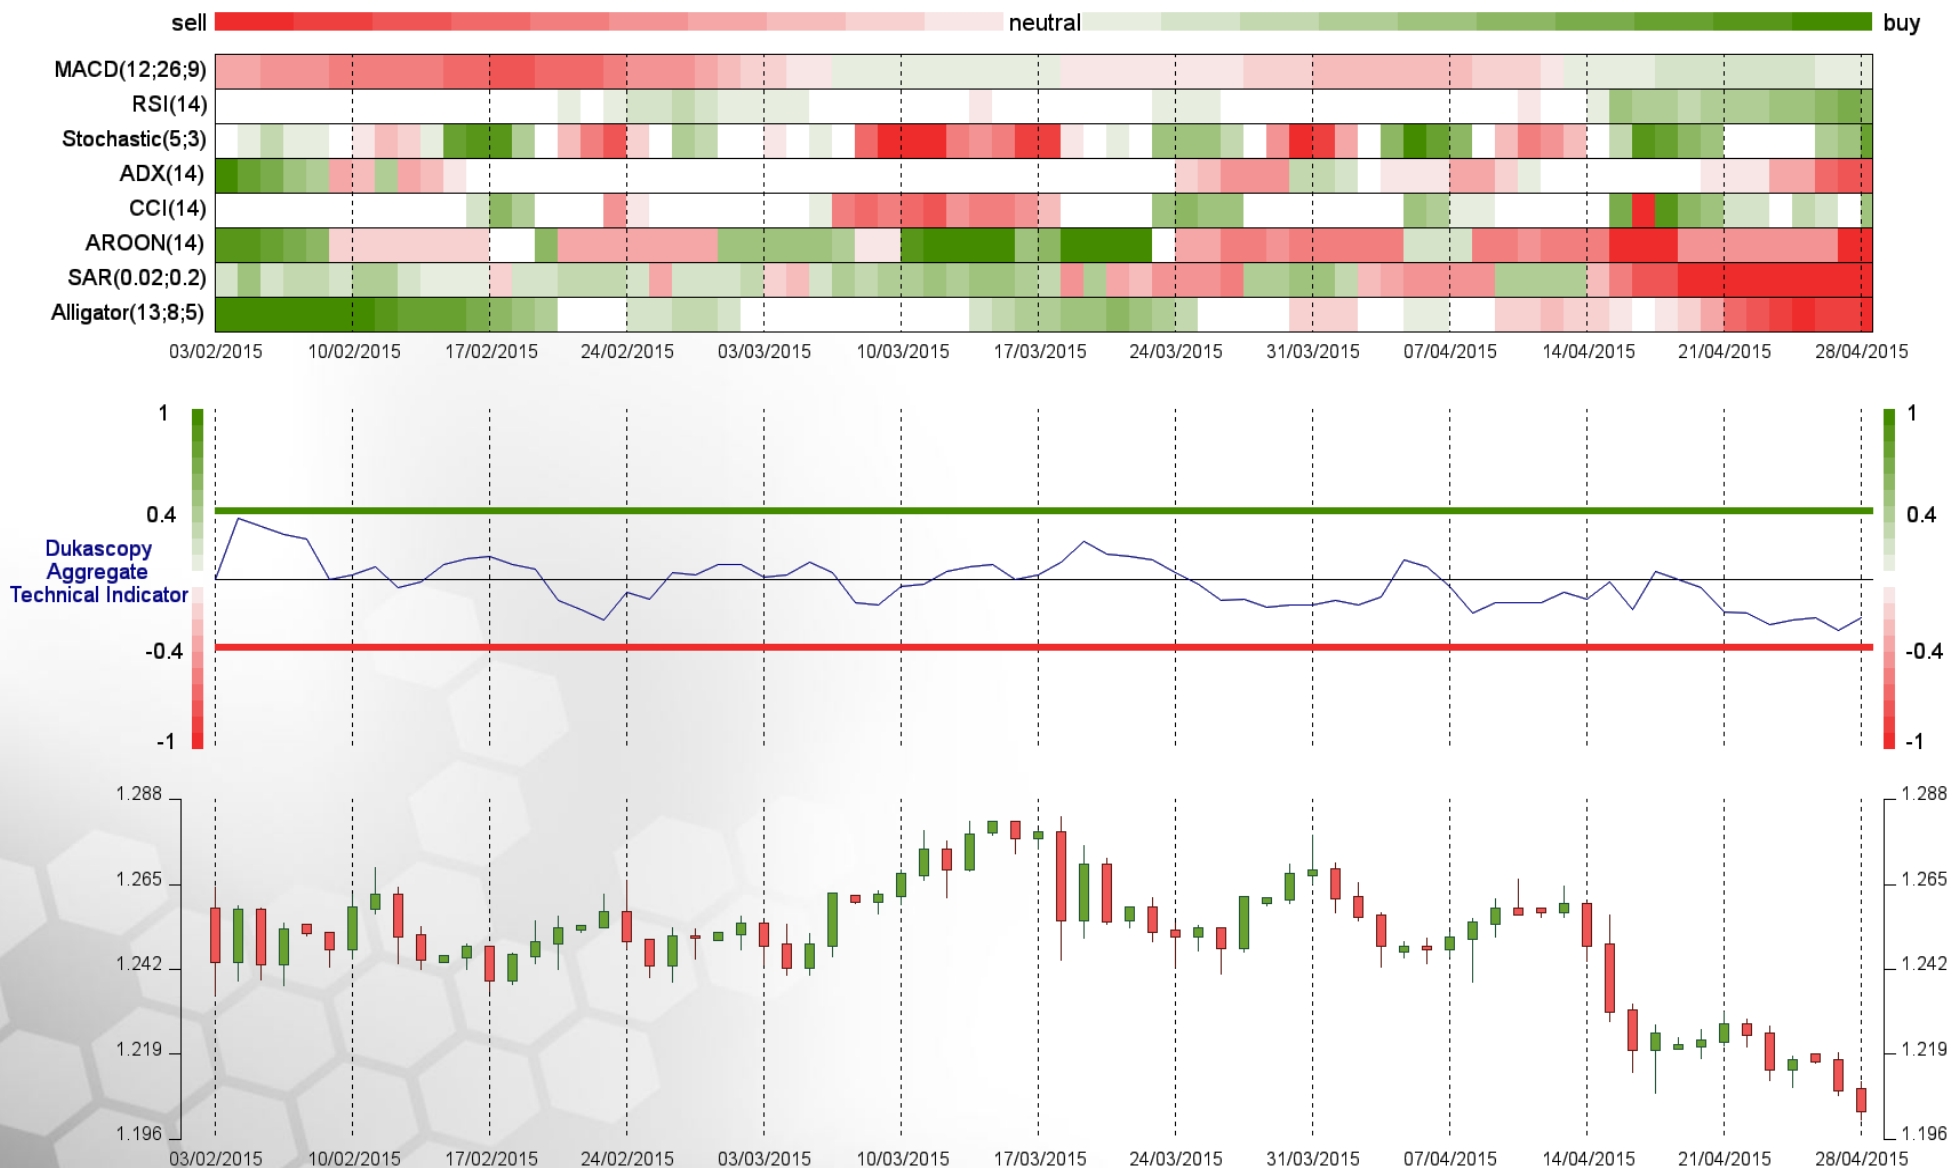 sell neutral buy
MACD(12;26;9)
RSI(14)
Stochastic(5;3)
ADX(14)
CCI(14)
AROON(14)
SAR(0.02;0.2)
Alligator(13;8;5)
03/02/2015 10/02/2015 17/02/2015 24/02/2015 03/03/2015 10/03/2015 17/03/2015 24/03/2015 31/03/2015 07/04/2015 14/04/2015 21/04/2015 28/04/2015
1 1
0.4 0.4
Dukascopy
Aggregate
Technical Indicator
-0.4 -0.4
-1 -1
1.288 1.288
1.265 1.265
1.242 1.242
1.219 1.219
1.196 1.196
03/02/2015 10/02/2015 17/02/2015 24/02/2015 03/03/2015 10/03/2015 17/03/2015 24/03/2015 31/03/2015 07/04/2015 14/04/2015 21/04/2015 28/04/2015